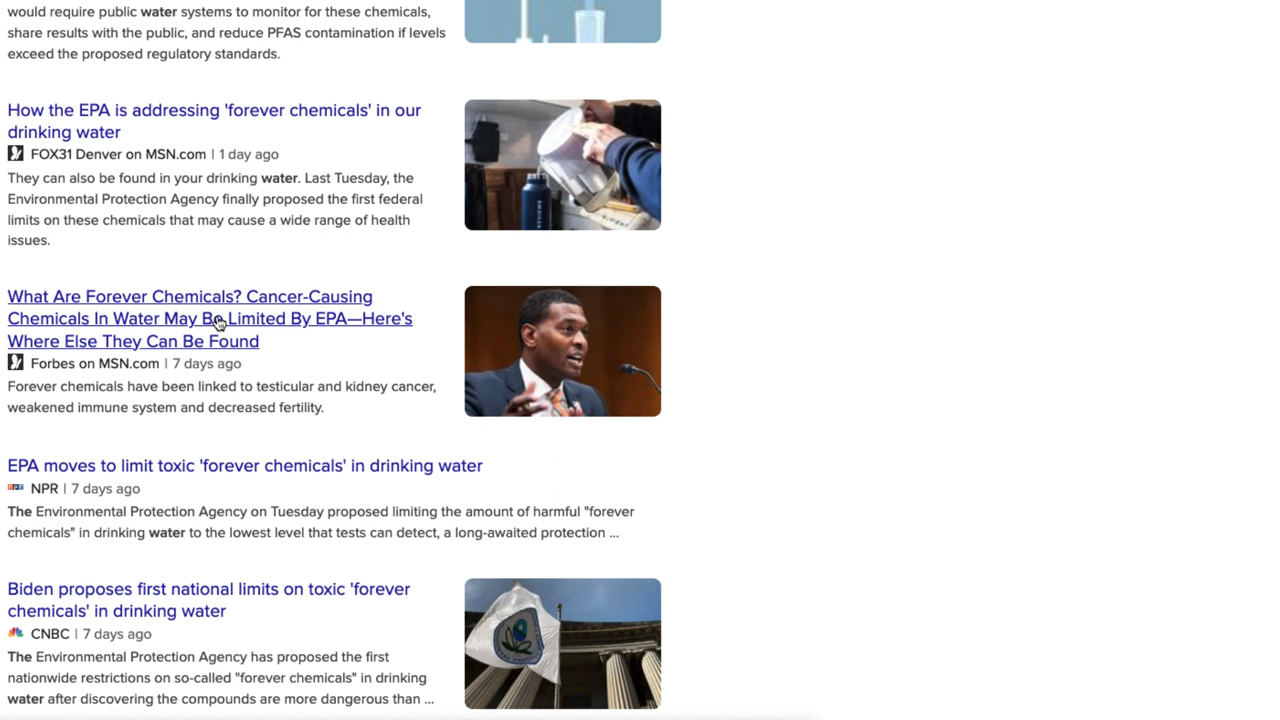 would require public water systems to monitor for these chemicals,
share results with the public, and reduce PFAS contamination if levels
exceed the proposed regulatory standards.
How the EPA is addressing 'forever chemicals' in our
drinking water
FOX31 Denver on MSN.com | 1 day ago
They can also be found in your drinking water. Last Tuesday, the
Environmental Protection Agency finally proposed the first federal
limits on these chemicals that may cause a wide range of health
issues.
What Are Forever Chemicals? Cancer-Causing
Chemicals In Water May Be Limited By EPA—Here's
Where Else They Can Be Found
Forbes on MSN.com | 7 days ago
Forever chemicals have been linked to testicular and kidney cancer,
weakened immune system and decreased fertility.
EPA moves to limit toxic 'forever chemicals' in drinking water
NPR | 7 days ago
The Environmental Protection Agency on Tuesday proposed limiting the amount of harmful "forever
chemicals" in drinking water to the lowest level that tests can detect, a long-awaited protection ...
Biden proposes first national limits on toxic 'forever
chemicals' in drinking water
CNBC | 7 days ago
The Environmental Protection Agency has proposed the first
nationwide restrictions on so-called "forever chemicals" in drinking
water after discovering the compounds are more dangerous than ...